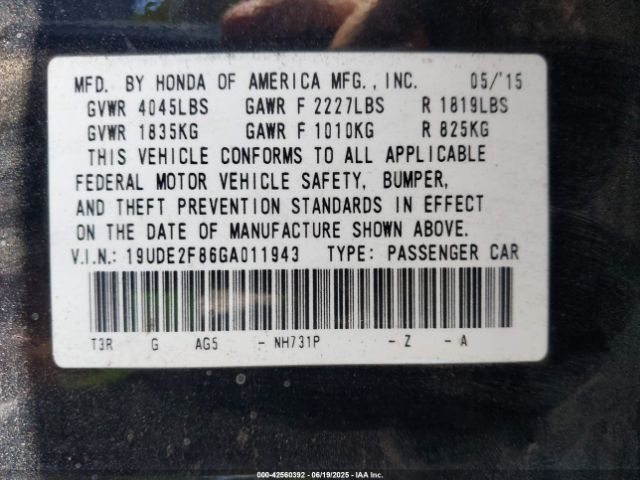 MFD. BY HONDA OF AMERICA MFG., INC. 05/'15
GVWR 4045LBS GAWR F 2227LBS R 1819LBS
GVWR 1835KG GAWR F 1010KG R 825KG
THIS VEHICLE CONFORMS TO ALL APPLICABLE
FEDERAL MOTOR VEHICLE SAFETY, BUMPER,
AND THEFT PREVENTION STANDARDS IN EFFECT
ON THE DATE OF MANUFACTURE SHOWN ABOVE.
V.I.N.: 19UDE2F86GA011943 TYPE: PASSENGER CAR
T3R G AG5 - NH731P - Z - A
000-42560392 - 06/19/2025 - IAA Inc.